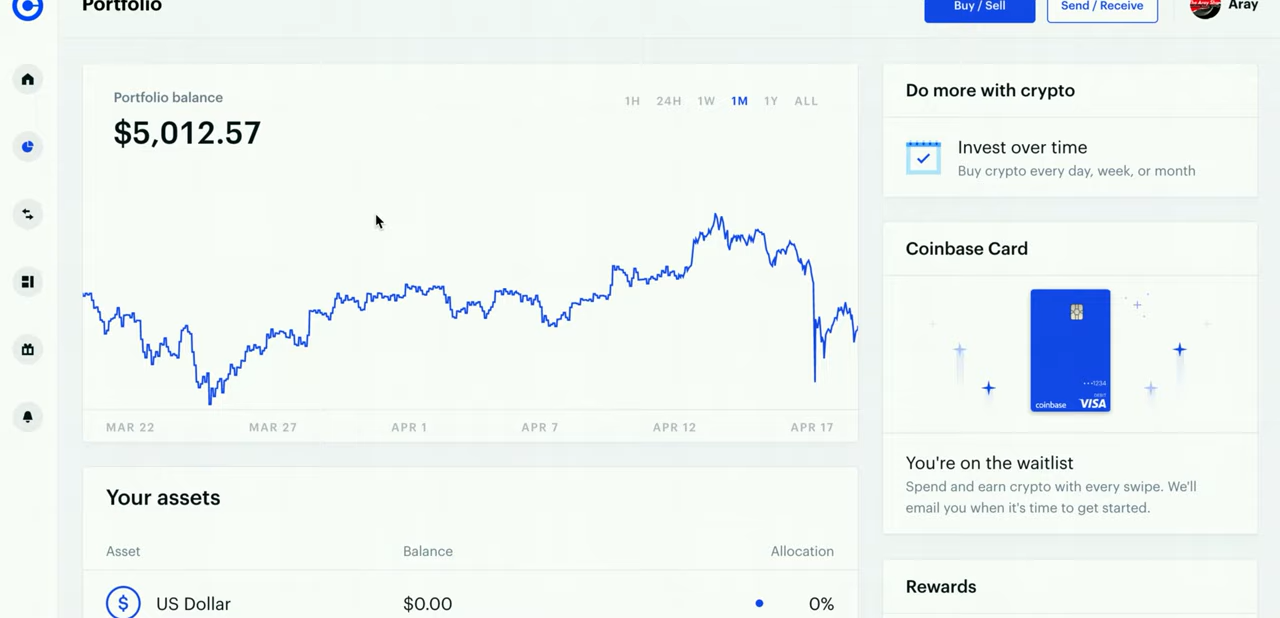 Portfolio
Buy / Sell
Send / Receive
Aray
Portfolio balance
$5,012.57
1H 24H 1W 1M 1Y ALL
MAR 22 MAR 27 APR 1 APR 7 APR 12 APR 17
Your assets
Asset Balance Allocation
US Dollar $0.00 0%
Do more with crypto
Invest over time
Buy crypto every day, week, or month
Coinbase Card
1234
DEBIT
coinbase VISA
You're on the waitlist
Spend and earn crypto with every swipe. We'll
email you when it's time to get started.
Rewards